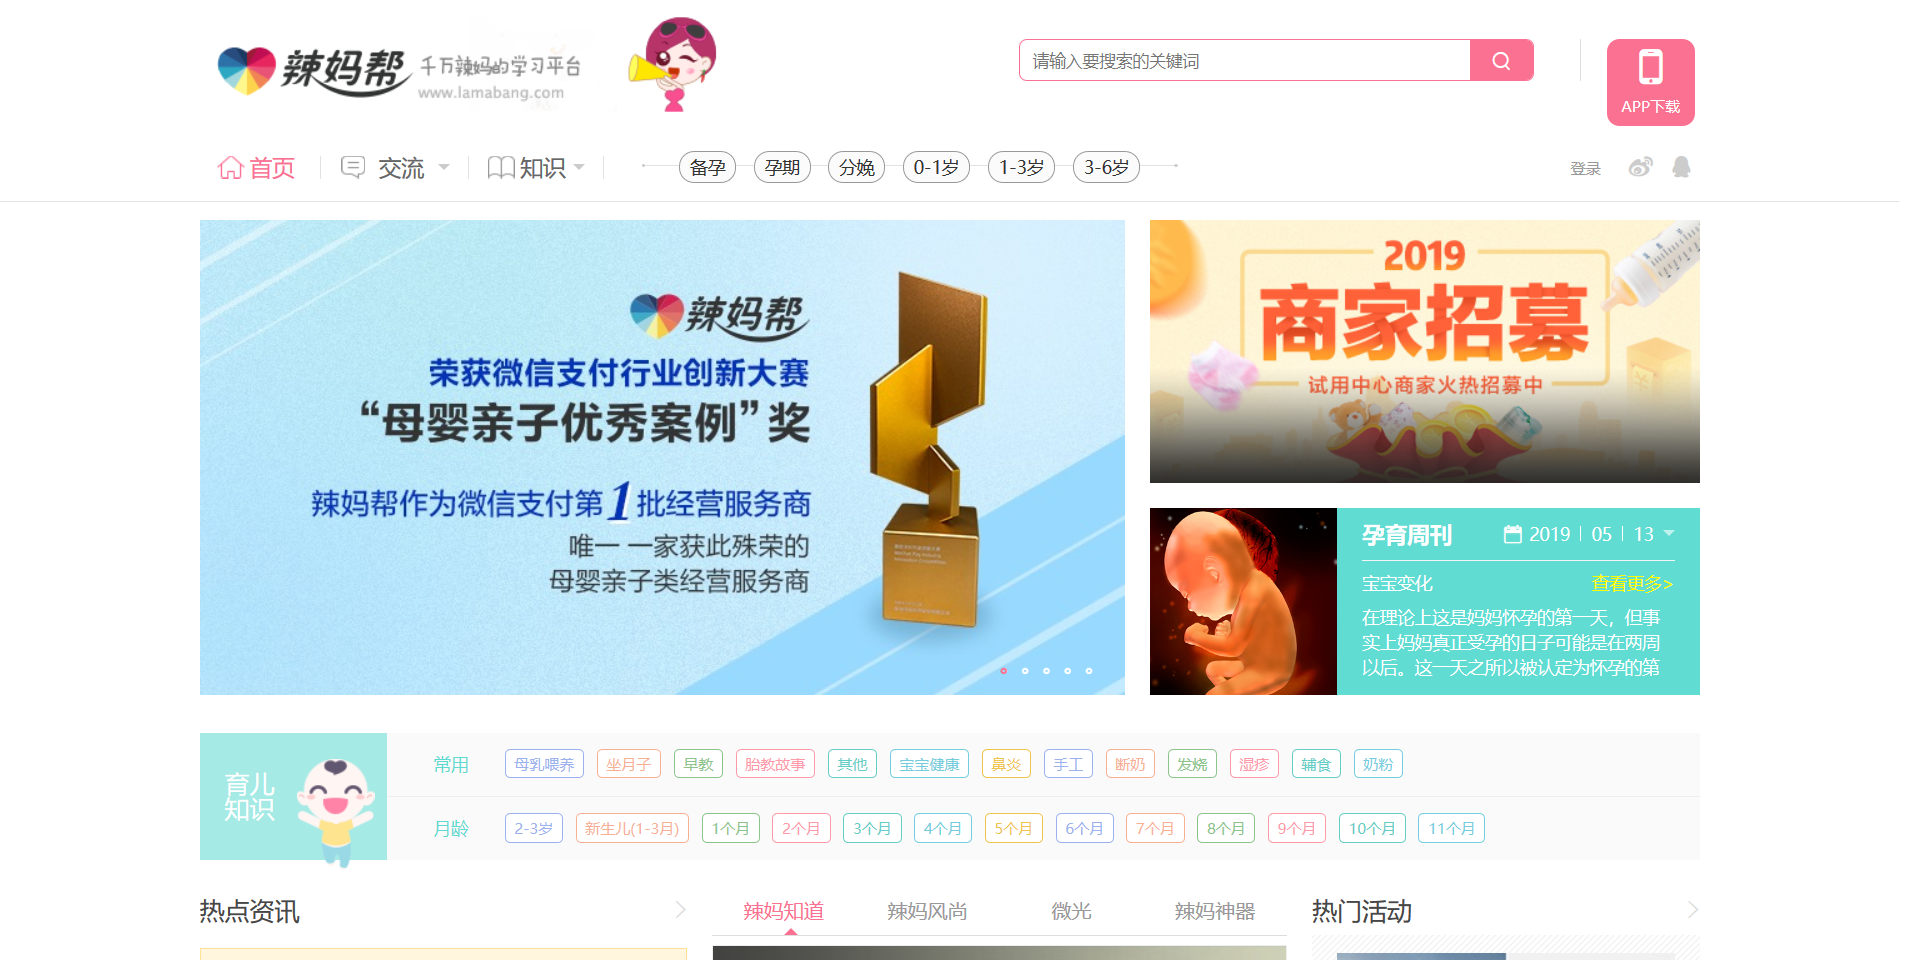 辣妈帮
千万辣妈的学习平台
www.lamabang.com
请输入要搜索的关键词
APP下载
首页
交流
知识
备孕
孕期
分娩
0-1岁
1-3岁
3-6岁
登录
辣妈帮
荣获微信支付行业创新大赛
“母婴亲子优秀案例”奖
辣妈帮作为微信支付第1批经营服务商
唯一 一家获此殊荣的
母婴亲子类经营服务商
2019
商家招募
试用中心商家火热招募中
孕育周刊
2019 05 13
宝宝变化
查看更多>
在理论上这是妈妈怀孕的第一天，但事
实上妈妈真正受孕的日子可能是在两周
以后。这一天之所以被认定为怀孕的第
育儿
知识
常用
母乳喂养
坐月子
早教
胎教故事
其他
宝宝健康
鼻炎
手工
断奶
发烧
湿疹
辅食
奶粉
月龄
2-3岁
新生儿(1-3月)
1个月
2个月
3个月
4个月
5个月
6个月
7个月
8个月
9个月
10个月
11个月
热点资讯
辣妈知道
辣妈风尚
微光
辣妈神器
热门活动